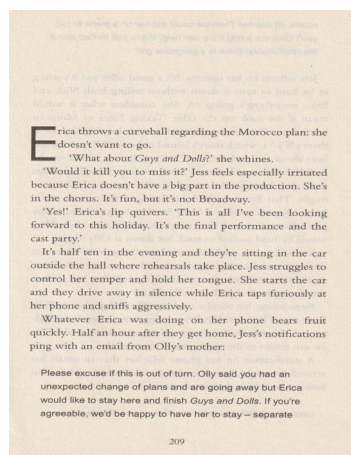 Erica throws a curveball regarding the Morocco plan: she
doesn't want to go.
'What about Guys and Dolls?' she whines.
'Would it kill you to miss it?' Jess feels especially irritated
because Erica doesn't have a big part in the production. She's
in the chorus. It's fun, but it's not Broadway.
'Yes!' Erica's lip quivers. 'This is all I've been looking
forward to this holiday. It's the final performance and the
cast party.'
It's half ten in the evening and they're sitting in the car
outside the hall where rehearsals take place. Jess struggles to
control her temper and hold her tongue. She starts the car
and they drive away in silence while Erica taps furiously at
her phone and sniffs aggressively.
Whatever Erica was doing on her phone bears fruit
quickly. Half an hour after they get home, Jess's notifications
ping with an email from Olly's mother:
Please excuse if this is out of turn. Olly said you had an
unexpected change of plans and are going away but Erica
would like to stay here and finish Guys and Dolls. If you're
agreeable, we'd be happy to have her to stay – separate
209